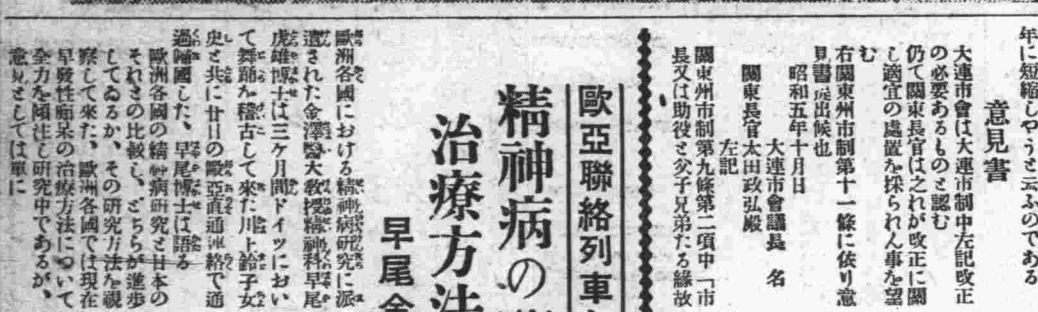 年に短縮しやうと云ふのである
意見書
大連市會は大連市制中左記改正
の必要あるものと認む
仍て關東長官は之れが改正に關
し適宜の處置を採られん事を望
む
右關東州市制第十一條に依り意
見書提出候也
昭和五年十月日
大連市會議長 名
關東長官太田政弘殿
左記
關東州市制第九條第二項中「市
長又は助役と父子兄弟たる緣故
歐亞聯絡列車
精神病の
治療方法
早尾
歐洲各國における精神病研究に派
遣された金澤醫大教授精神科早尾
虎雄博士は三ケ月間ドイツにおい
て舞踊を稽古して來た川上鈴子女
史と共に廿日の歐亞直通連絡で通
過歸國した、早尾博士は語る
歐洲各國の精神病研究と日本の
それとの比較し、どちらが進歩
してゐるか、その研究方法を視
察して來た、歐洲各國では現在
早發性痴呆の治療方法について
全力を傾注し研究中であるが、
意見としては單に